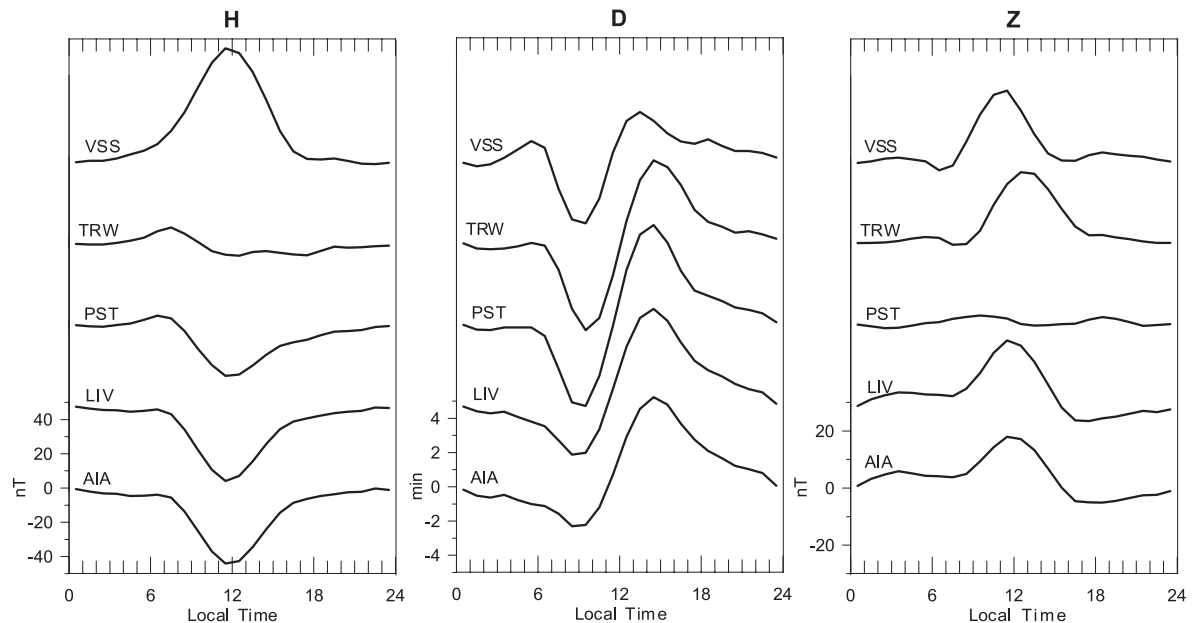 H
VSS
TRW
PST
LIV
AIA
40
20
0
-20
-40
nT
0 6 12 18 24
Local Time
D
VSS
TRW
PST
LIV
AIA
4
2
0
-2
-4
min
0 6 12 18 24
Local Time
Z
VSS
TRW
PST
LIV
AIA
20
0
-20
nT
0 6 12 18 24
Local Time